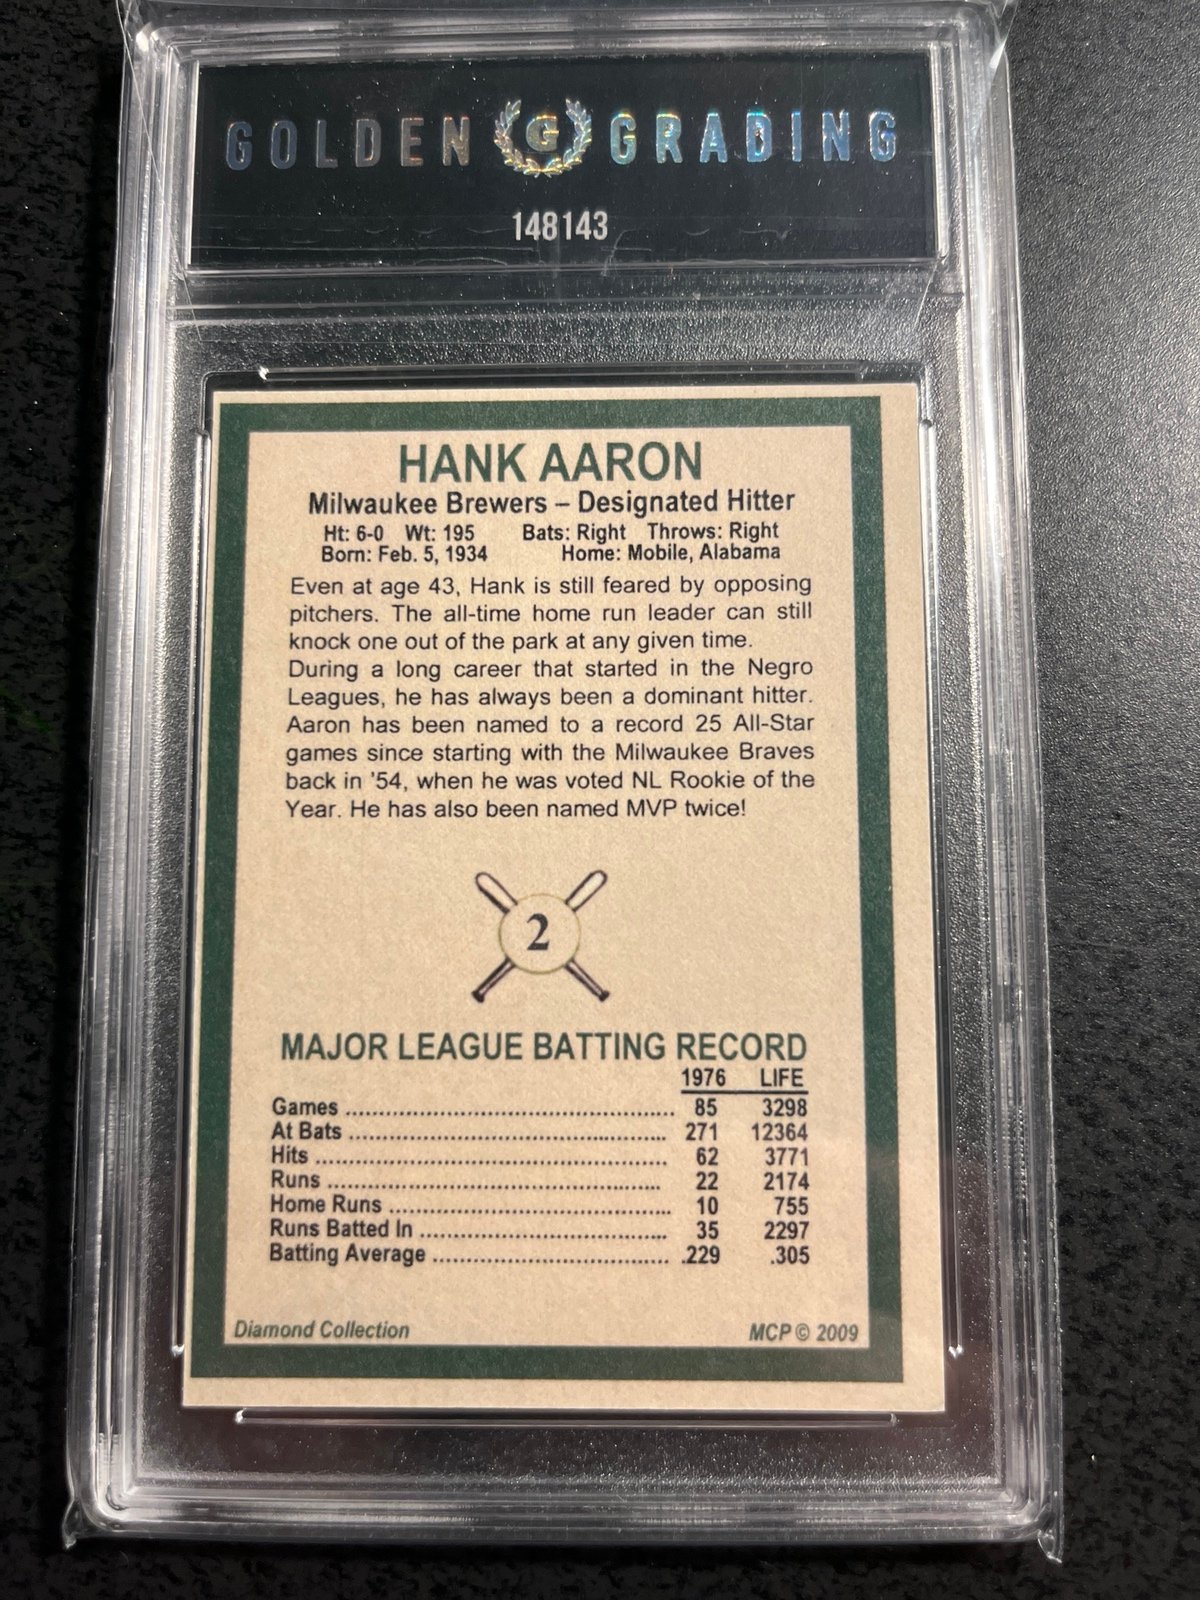 GOLDEN G GRADING
148143
HANK AARON
Milwaukee Brewers – Designated Hitter
Ht: 6-0 Wt: 195 Bats: Right Throws: Right
Born: Feb. 5, 1934 Home: Mobile, Alabama
Even at age 43, Hank is still feared by opposing
pitchers. The all-time home run leader can still
knock one out of the park at any given time.
During a long career that started in the Negro
Leagues, he has always been a dominant hitter.
Aaron has been named to a record 25 All-Star
games since starting with the Milwaukee Braves
back in '54, when he was voted NL Rookie of the
Year. He has also been named MVP twice!
2
MAJOR LEAGUE BATTING RECORD
1976 LIFE
Games ................................................ 85 3298
At Bats ............................................... 271 12364
Hits .................................................... 62 3771
Runs .................................................. 22 2174
Home Runs ......................................... 10 755
Runs Batted In .................................... 35 2297
Batting Average ................................... .229 .305
Diamond Collection MCP © 2009